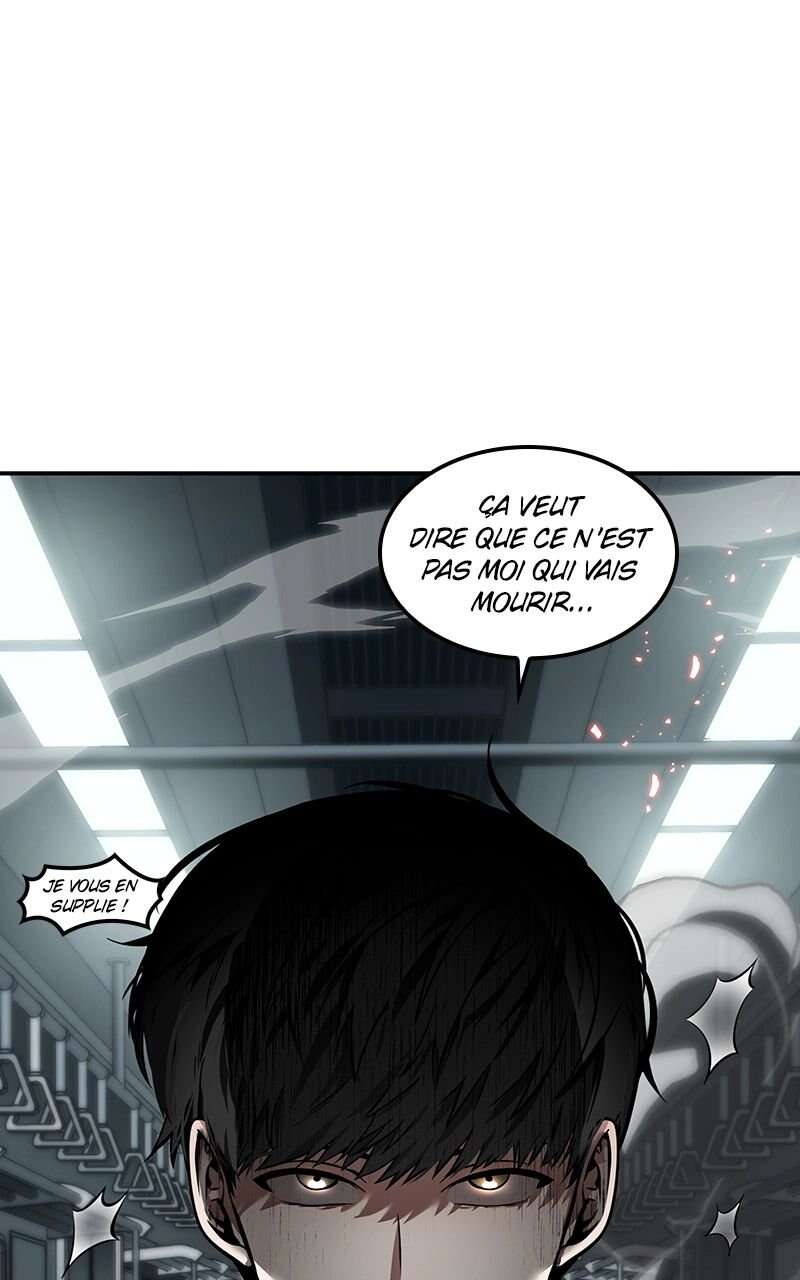 ÇA VEUT
DIRE QUE CE N'EST
PAS MOI QUI VAIS
MOURIR...
JE VOUS EN
SUPPLIE !